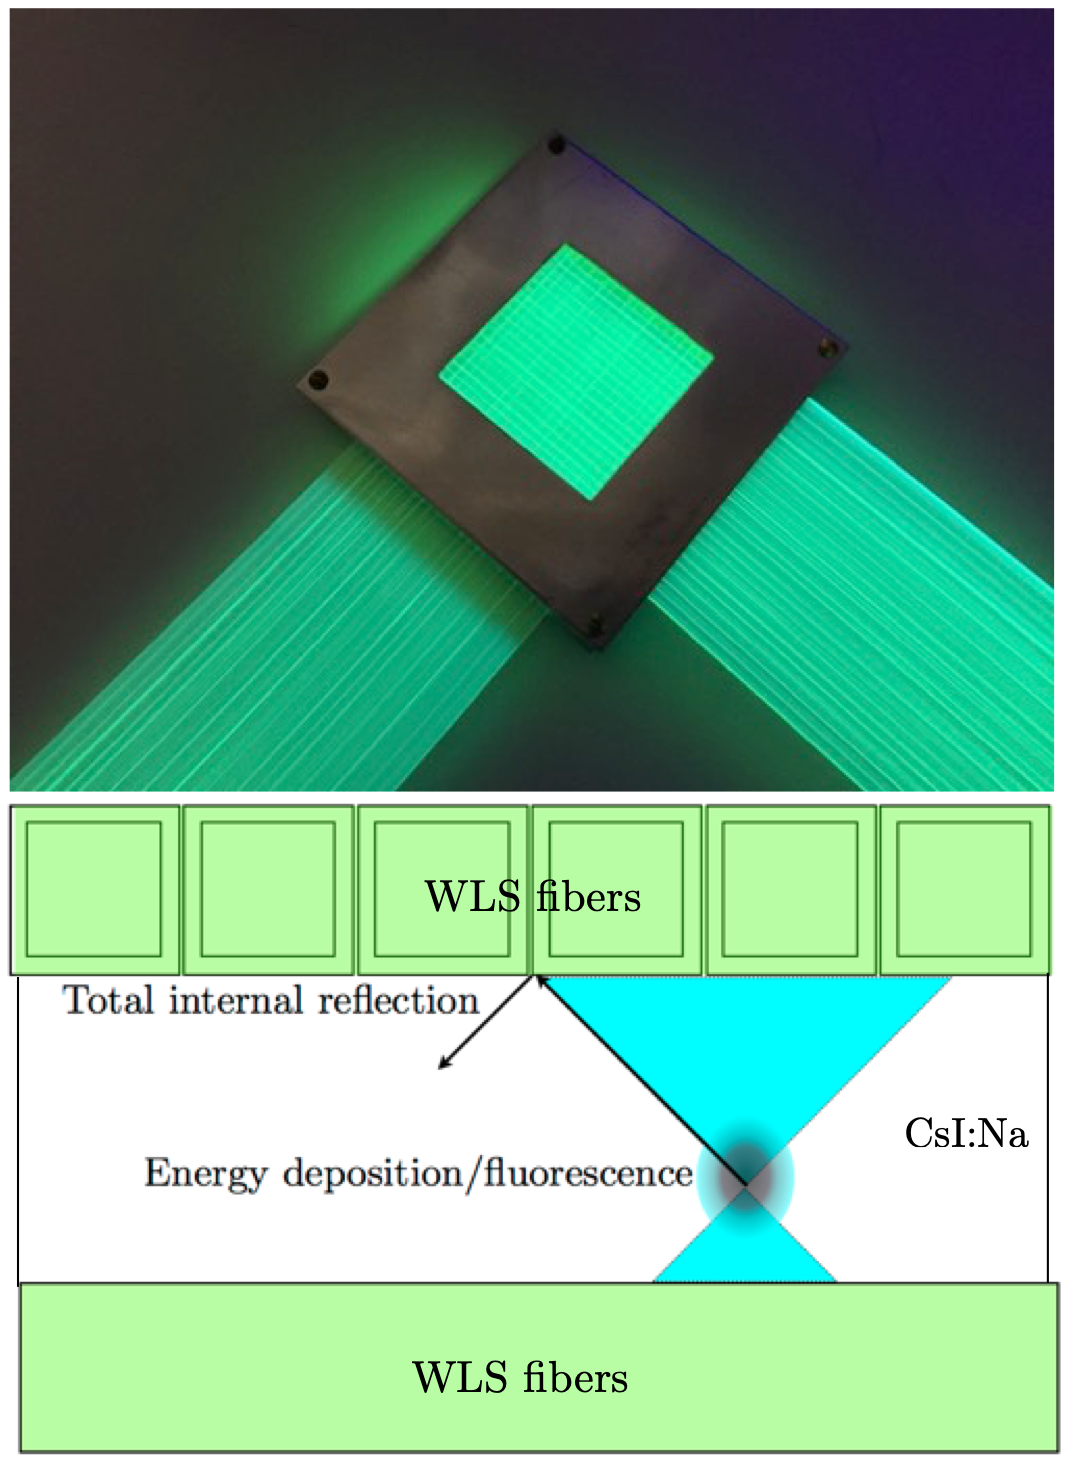 WLS fibers
Total internal reflection
CsI:Na
Energy deposition/fluorescence
WLS fibers